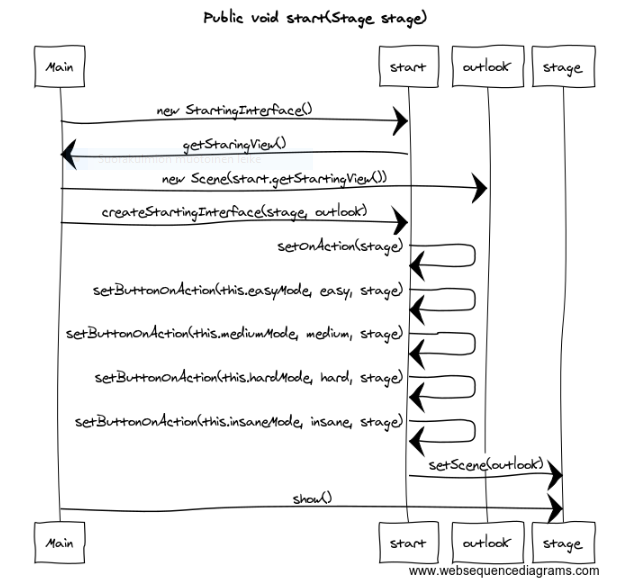 Public void start(Stage stage)
Main start outlook stage
new StartingInterface()
getStaringView()
new Scene(start.getStartingView())
createStartingInterface(stage, outlook)
setOnAction(stage)
setButtonOnAction(this.easyMode, easy, stage)
setButtonOnAction(this.mediumMode, medium, stage)
setButtonOnAction(this.hardMode, hard, stage)
setButtonOnAction(this.insaneMode, insane, stage)
setScene(outlook)
show()
Main start outlook stage
www.websequencediagrams.com